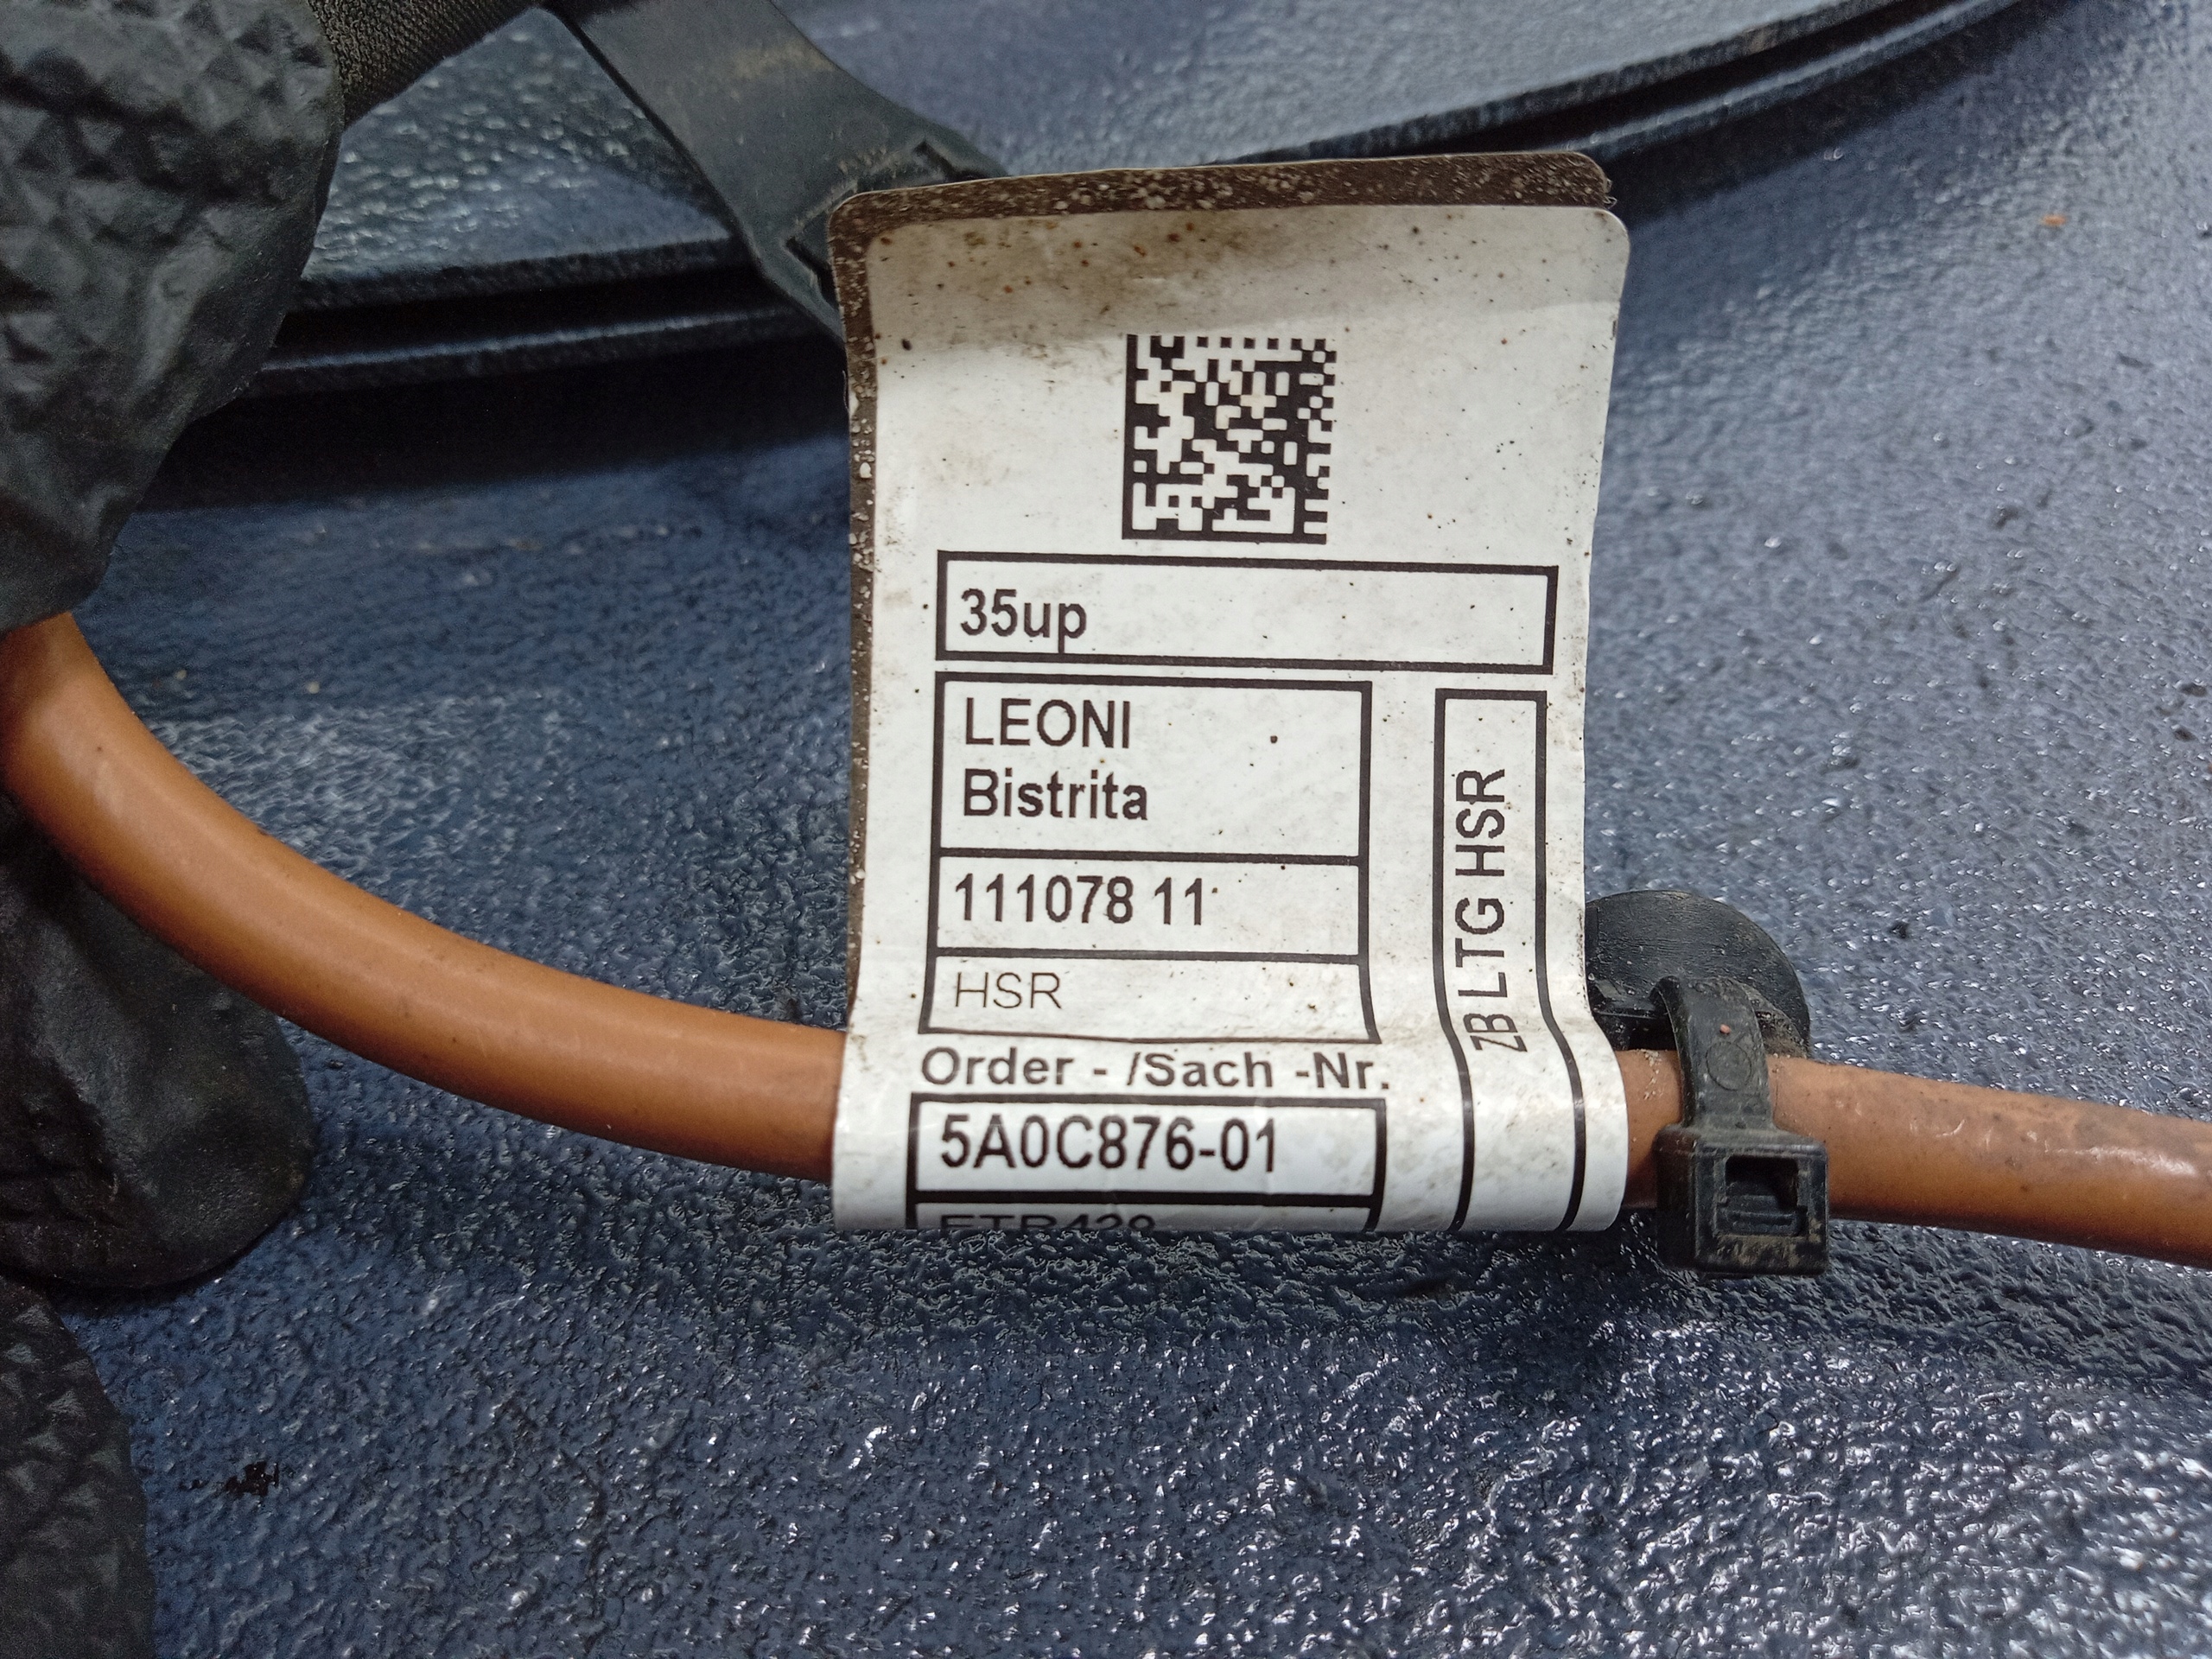 35up
LEONI
Bistrita
111078 11
HSR
ZB LTG HSR
Order - /Sach -Nr.
5A0C876-01